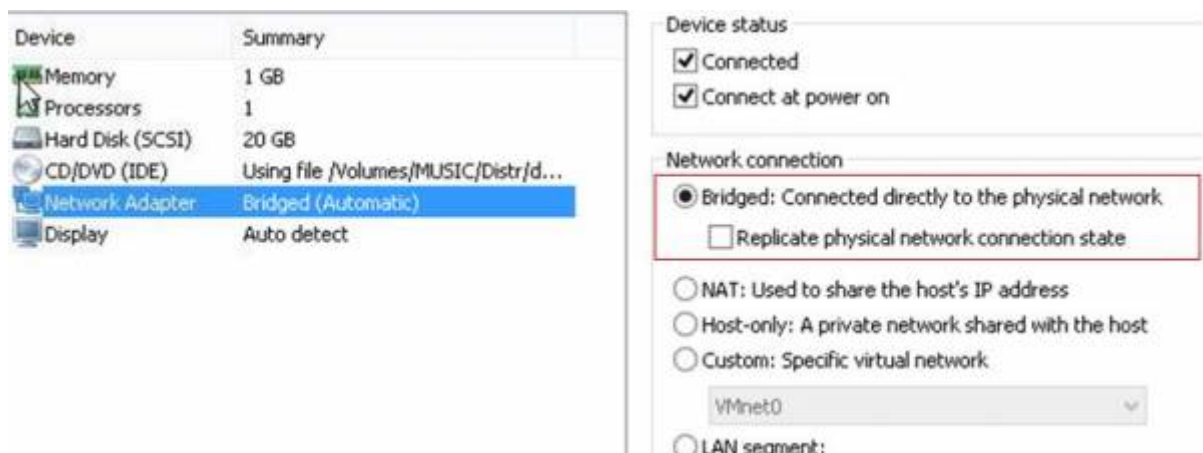 Device Summary
Memory 1 GB
Processors 1
Hard Disk (SCSI) 20 GB
CD/DVD (IDE) Using file /Volumes/MUSIC/Distr/d...
Network Adapter Bridged (Automatic)
Display Auto detect
Device status
Connected
Connect at power on
Network connection
Bridged: Connected directly to the physical network
Replicate physical network connection state
NAT: Used to share the host's IP address
Host-only: A private network shared with the host
Custom: Specific virtual network
VMnet0
LAN segment: